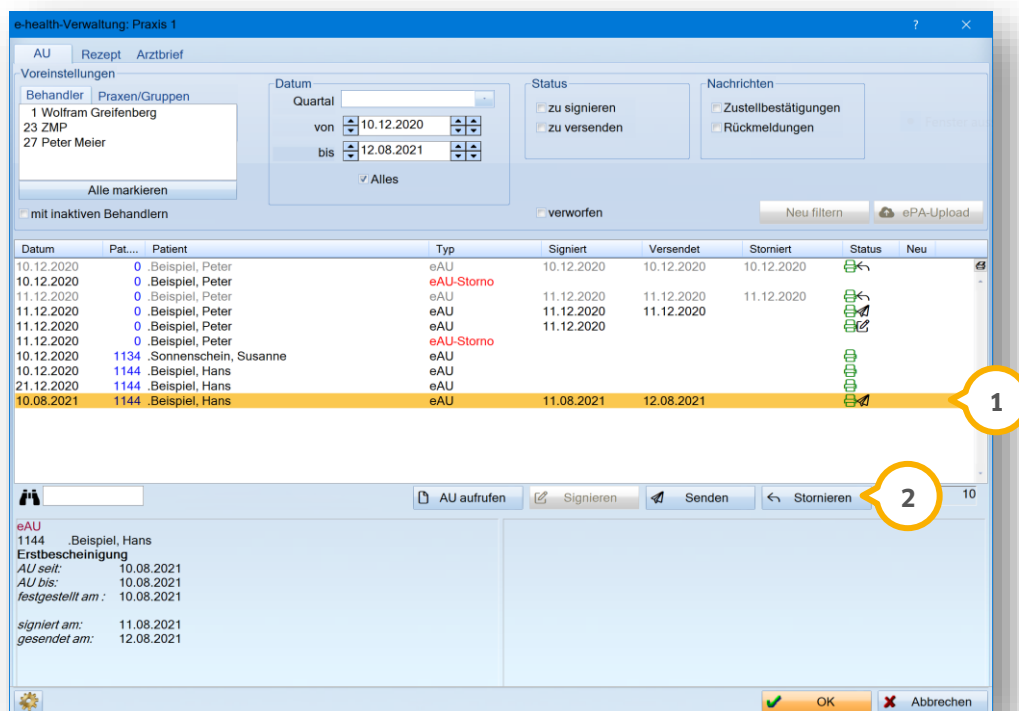 e-health-Verwaltung: Praxis 1 ? ×
AU Rezept Arztbrief
Voreinstellungen
Behandler Praxen/Gruppen
1 Wolfram Greifenberg
23 ZMP
27 Peter Meier
Alle markieren
mit inaktiven Behandlern
Datum
Quartal
von 10.12.2020
bis 12.08.2021
Alles
Status
zu signieren
zu versenden
verworfen
Nachrichten
Zustellbestätigungen
Rückmeldungen
Neu filtern ePA-Upload
Datum Pat.... Patient Typ Signiert Versendet Storniert Status Neu
10.12.2020 0 .Beispiel, Peter eAU 10.12.2020 10.12.2020 10.12.2020
10.12.2020 0 .Beispiel, Peter eAU-Storno
11.12.2020 0 .Beispiel, Peter eAU 11.12.2020 11.12.2020 11.12.2020
11.12.2020 0 .Beispiel, Peter eAU 11.12.2020 11.12.2020
11.12.2020 0 .Beispiel, Peter eAU 11.12.2020
11.12.2020 0 .Beispiel, Peter eAU-Storno
10.12.2020 1134 .Sonnenschein, Susanne eAU
10.12.2020 1144 .Beispiel, Hans eAU
21.12.2020 1144 .Beispiel, Hans eAU
10.08.2021 1144 .Beispiel, Hans eAU 11.08.2021 12.08.2021
1
AU aufrufen Signieren Senden Stornieren 10
2
eAU
1144 .Beispiel, Hans
Erstbescheinigung
AU seit: 10.08.2021
AU bis: 10.08.2021
festgestellt am : 10.08.2021
signiert am: 11.08.2021
gesendet am: 12.08.2021
OK Abbrechen